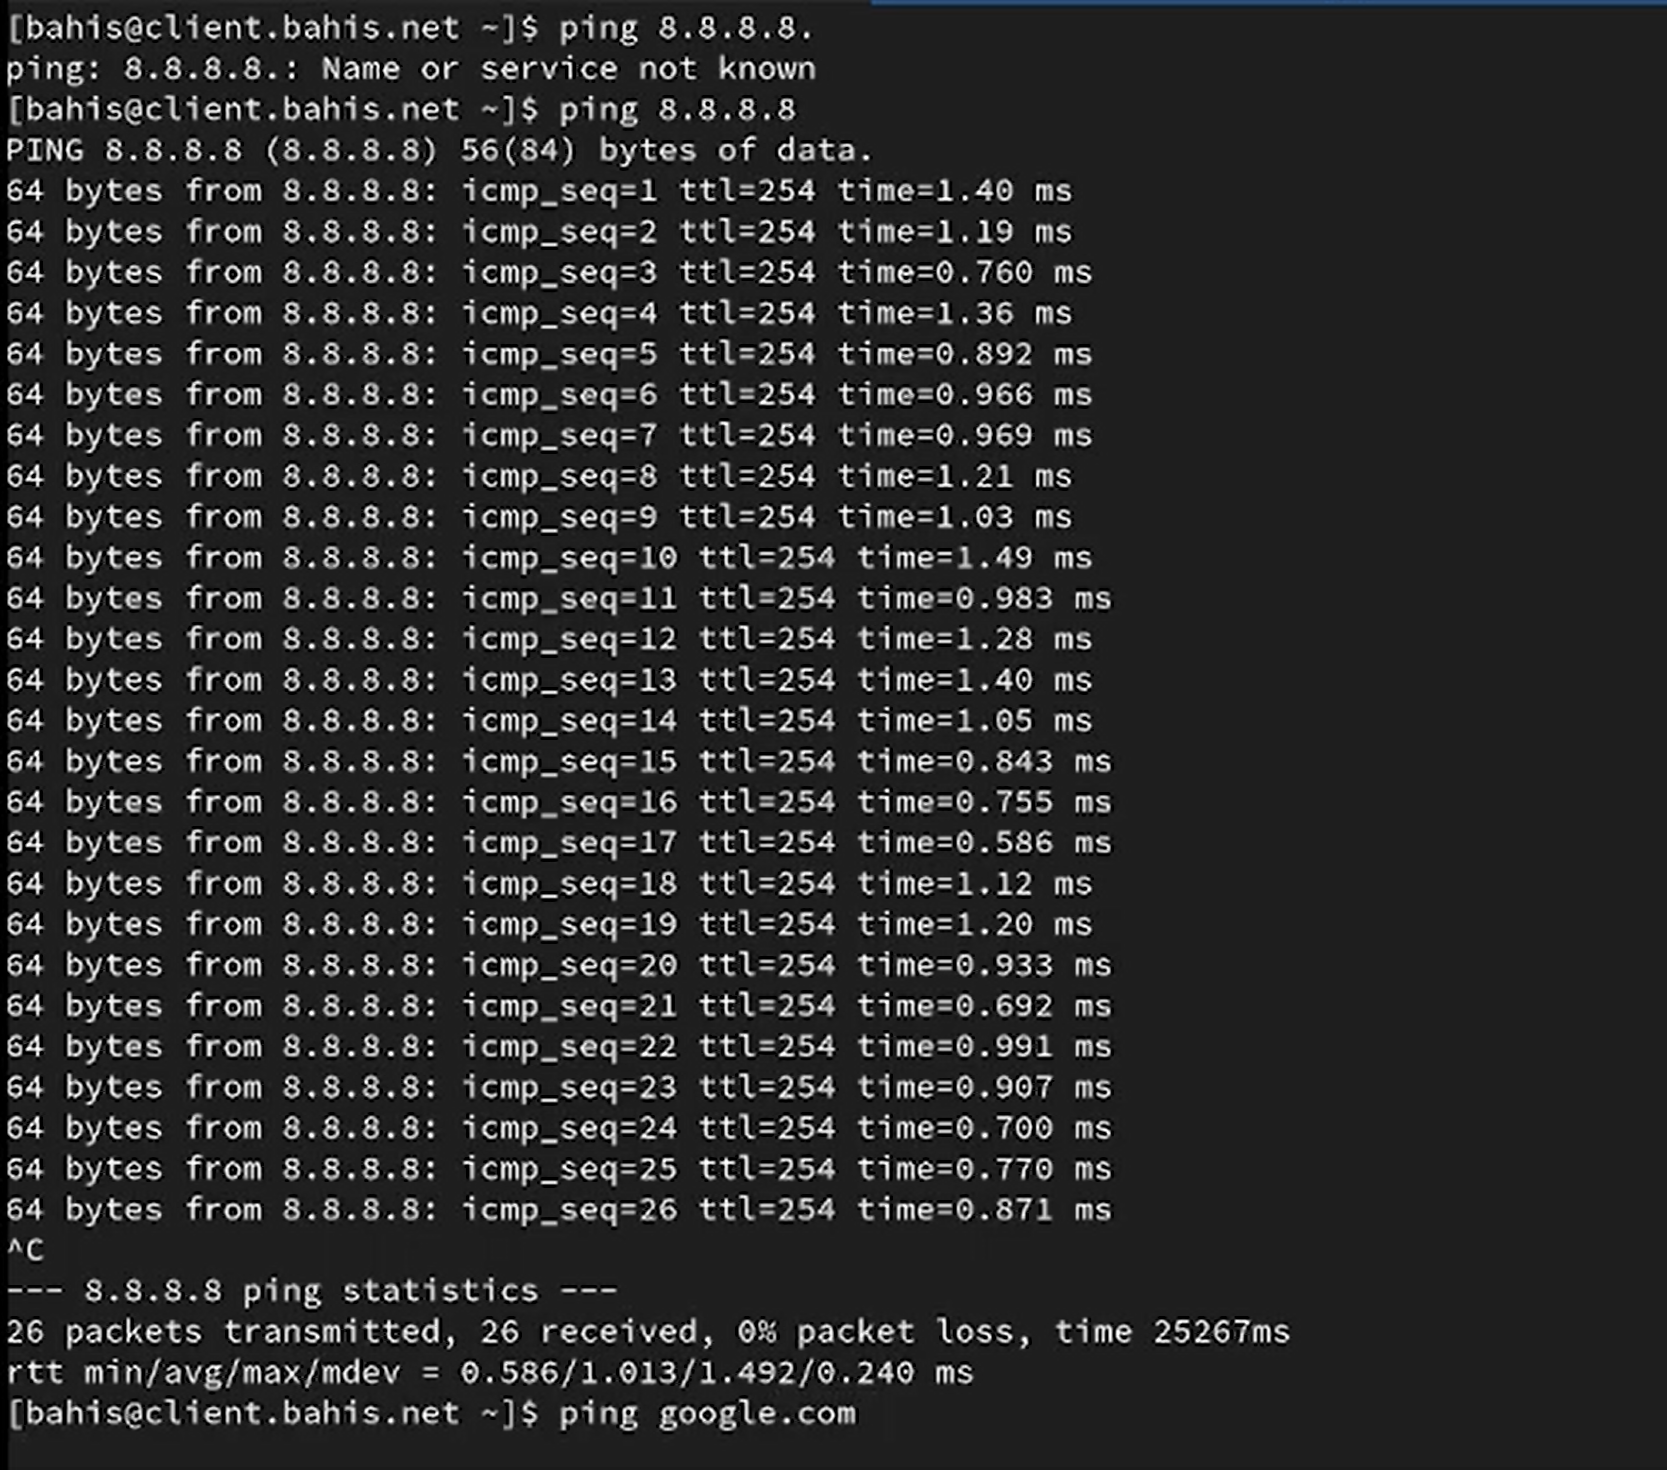 [bahis@client.bahis.net ~]$ ping 8.8.8.8.
ping: 8.8.8.8.: Name or service not known
[bahis@client.bahis.net ~]$ ping 8.8.8.8
PING 8.8.8.8 (8.8.8.8) 56(84) bytes of data.
64 bytes from 8.8.8.8: icmp_seq=1 ttl=254 time=1.40 ms
64 bytes from 8.8.8.8: icmp_seq=2 ttl=254 time=1.19 ms
64 bytes from 8.8.8.8: icmp_seq=3 ttl=254 time=0.760 ms
64 bytes from 8.8.8.8: icmp_seq=4 ttl=254 time=1.36 ms
64 bytes from 8.8.8.8: icmp_seq=5 ttl=254 time=0.892 ms
64 bytes from 8.8.8.8: icmp_seq=6 ttl=254 time=0.966 ms
64 bytes from 8.8.8.8: icmp_seq=7 ttl=254 time=0.969 ms
64 bytes from 8.8.8.8: icmp_seq=8 ttl=254 time=1.21 ms
64 bytes from 8.8.8.8: icmp_seq=9 ttl=254 time=1.03 ms
64 bytes from 8.8.8.8: icmp_seq=10 ttl=254 time=1.49 ms
64 bytes from 8.8.8.8: icmp_seq=11 ttl=254 time=0.983 ms
64 bytes from 8.8.8.8: icmp_seq=12 ttl=254 time=1.28 ms
64 bytes from 8.8.8.8: icmp_seq=13 ttl=254 time=1.40 ms
64 bytes from 8.8.8.8: icmp_seq=14 ttl=254 time=1.05 ms
64 bytes from 8.8.8.8: icmp_seq=15 ttl=254 time=0.843 ms
64 bytes from 8.8.8.8: icmp_seq=16 ttl=254 time=0.755 ms
64 bytes from 8.8.8.8: icmp_seq=17 ttl=254 time=0.586 ms
64 bytes from 8.8.8.8: icmp_seq=18 ttl=254 time=1.12 ms
64 bytes from 8.8.8.8: icmp_seq=19 ttl=254 time=1.20 ms
64 bytes from 8.8.8.8: icmp_seq=20 ttl=254 time=0.933 ms
64 bytes from 8.8.8.8: icmp_seq=21 ttl=254 time=0.692 ms
64 bytes from 8.8.8.8: icmp_seq=22 ttl=254 time=0.991 ms
64 bytes from 8.8.8.8: icmp_seq=23 ttl=254 time=0.907 ms
64 bytes from 8.8.8.8: icmp_seq=24 ttl=254 time=0.700 ms
64 bytes from 8.8.8.8: icmp_seq=25 ttl=254 time=0.770 ms
64 bytes from 8.8.8.8: icmp_seq=26 ttl=254 time=0.871 ms
^C
--- 8.8.8.8 ping statistics ---
26 packets transmitted, 26 received, 0% packet loss, time 25267ms
rtt min/avg/max/mdev = 0.586/1.013/1.492/0.240 ms
[bahis@client.bahis.net ~]$ ping google.com